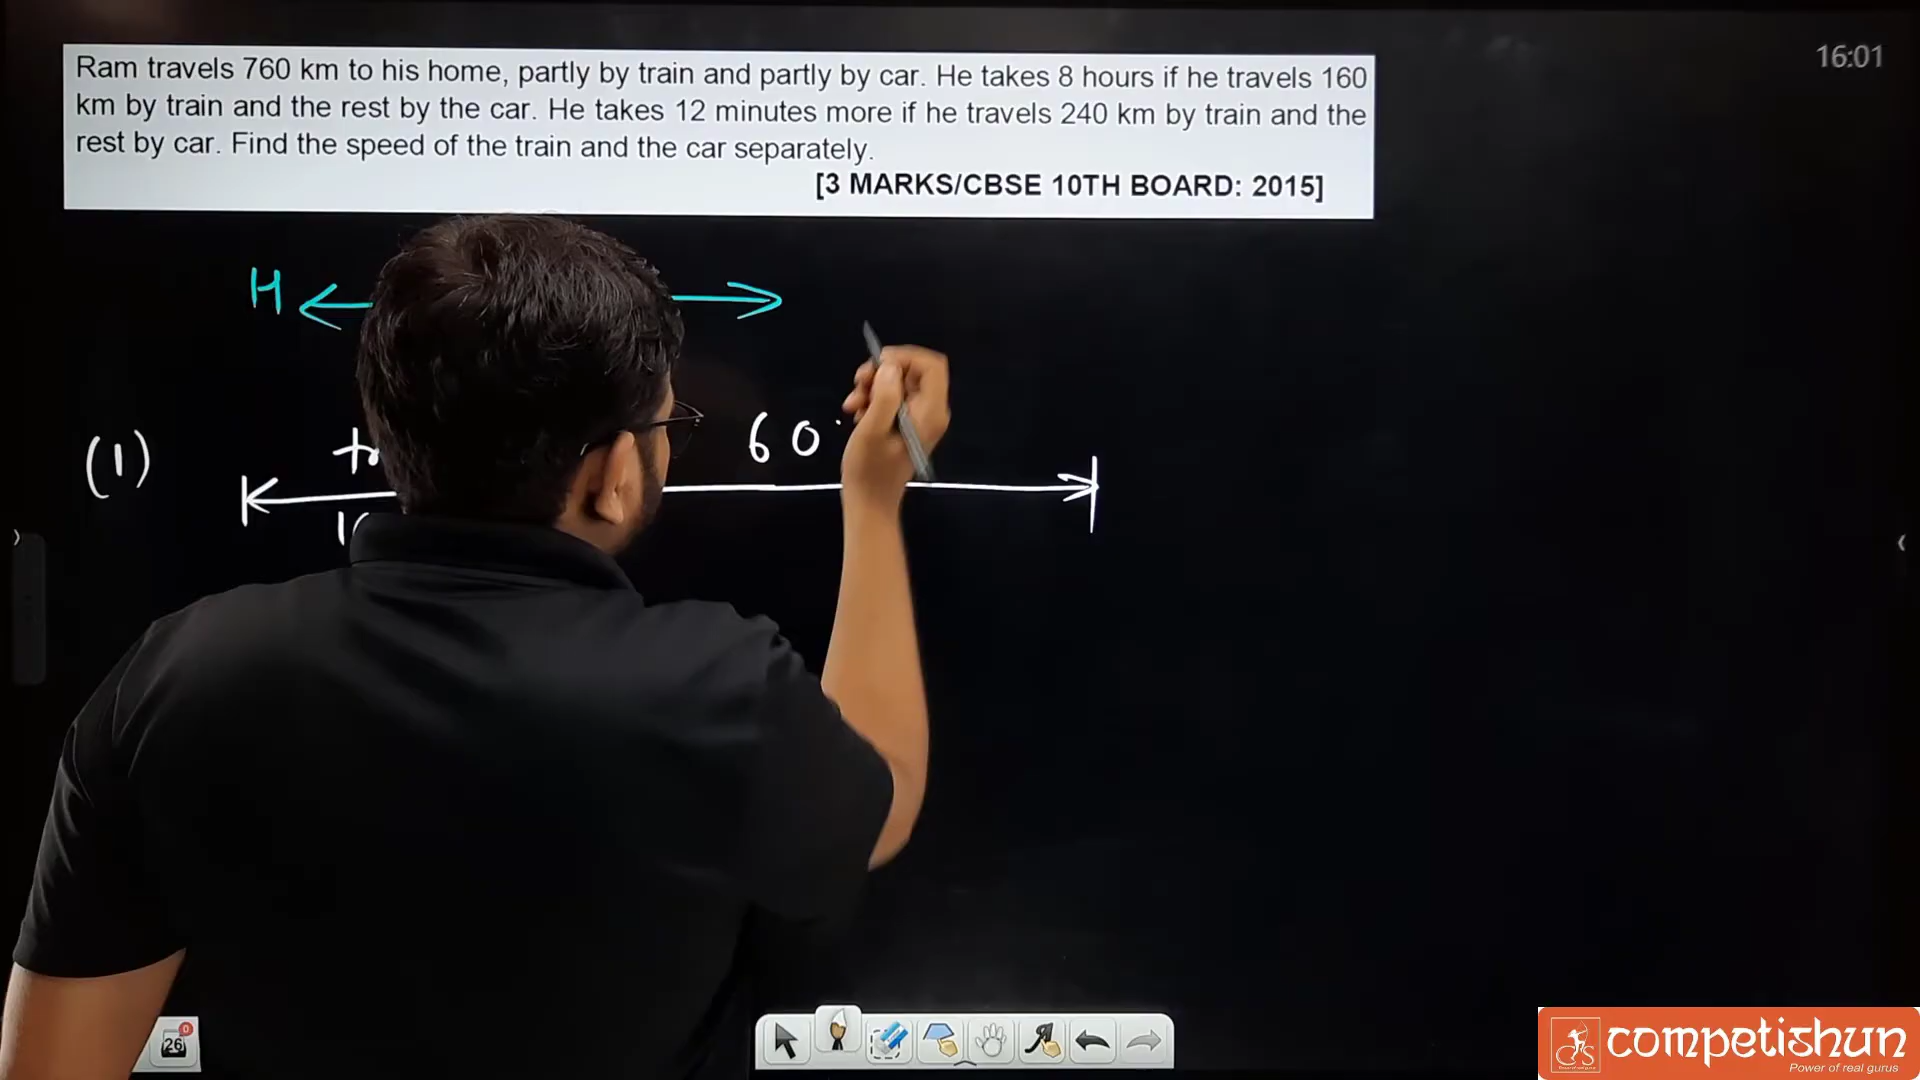 16:01
Ram travels 760 km to his home, partly by train and partly by car. He takes 8 hours if he travels 160
km by train and the rest by the car. He takes 12 minutes more if he travels 240 km by train and the
rest by car. Find the speed of the train and the car separately.
[3 MARKS/CBSE 10TH BOARD: 2015]
H
(1)
60
26
0
competishun
Power of real gurus